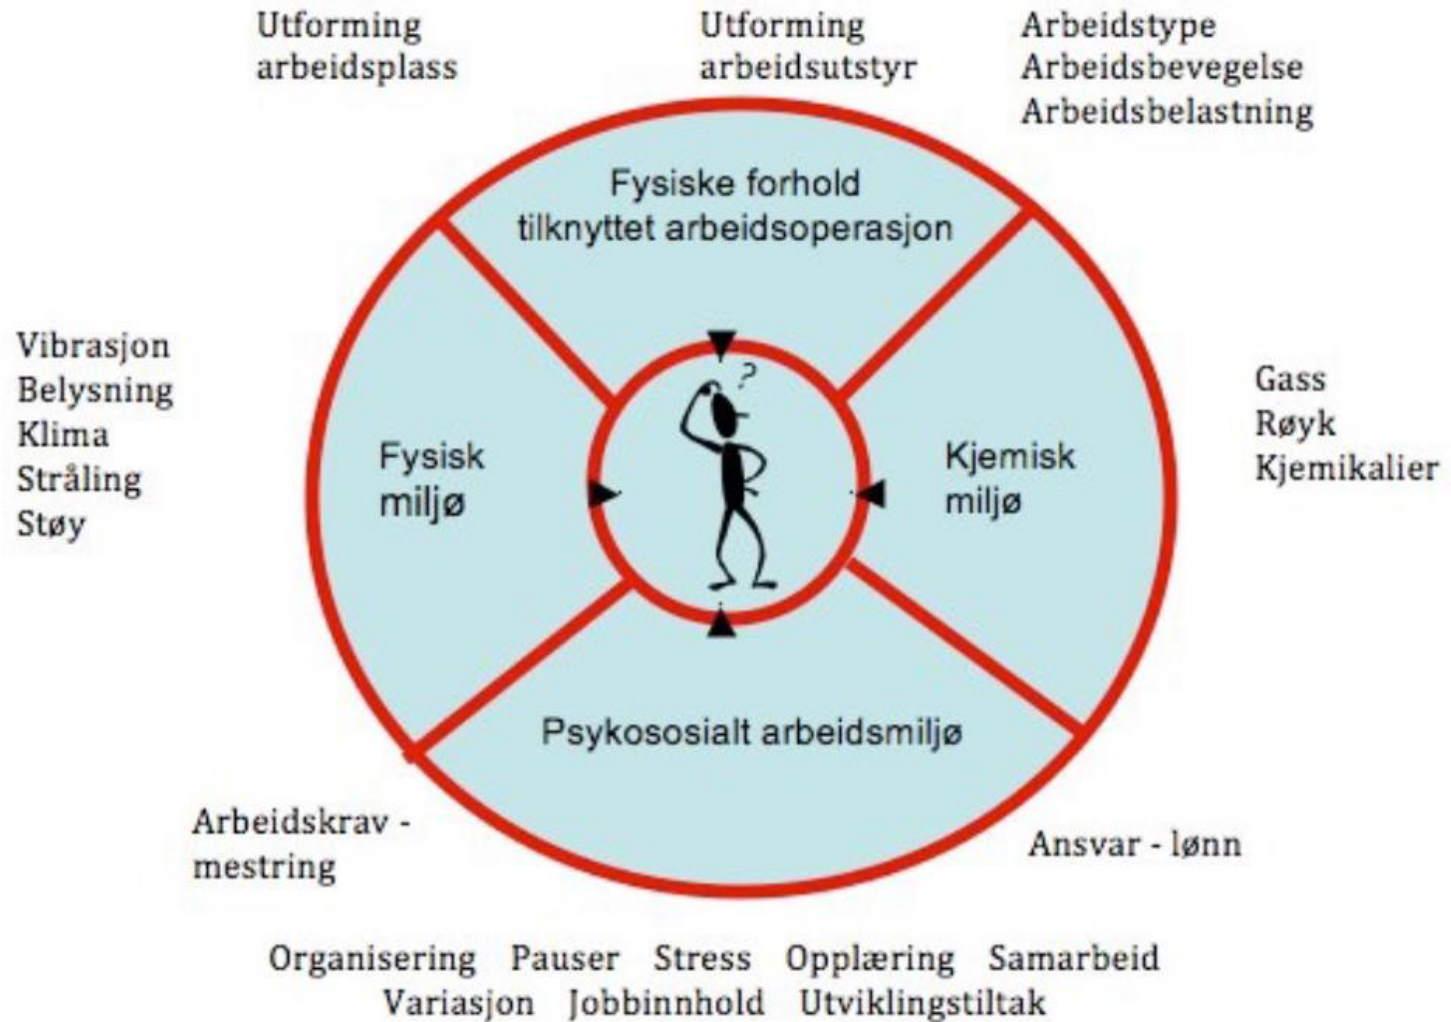 Utforming
arbeidsplass
Utforming
arbeidsutstyr
Arbeidstype
Arbeidsbevegelse
Arbeidsbelastning
Fysiske forhold
tilknyttet arbeidsoperasjon
Vibrasjon
Belysning
Klima
Stråling
Støy
Fysisk
miljø
?
Kjemisk
miljø
Gass
Røyk
Kjemikalier
Psykososialt arbeidsmiljø
Arbeidskrav -
mestring
Ansvar - lønn
Organisering Pauser Stress Opplæring Samarbeid
Variasjon Jobbinnhold Utviklingstiltak